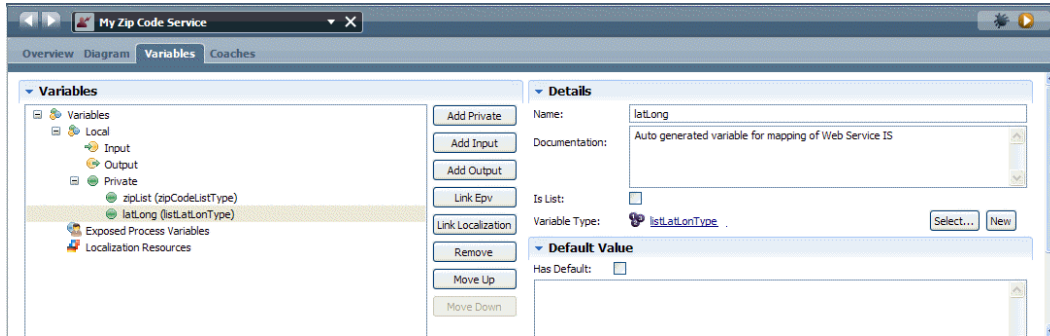 My Zip Code Service
Overview Diagram Variables Coaches
Variables
Variables
Local
Input
Output
Private
zipList (zipCodeListType)
latLong (listLatLonType)
Exposed Process Variables
Localization Resources
Add Private
Add Input
Add Output
Link Epv
Link Localization
Remove
Move Up
Move Down
Details
Name: latLong
Documentation: Auto generated variable for mapping of Web Service IS
Is List:
Variable Type: listLatLonType Select... New
Default Value
Has Default: